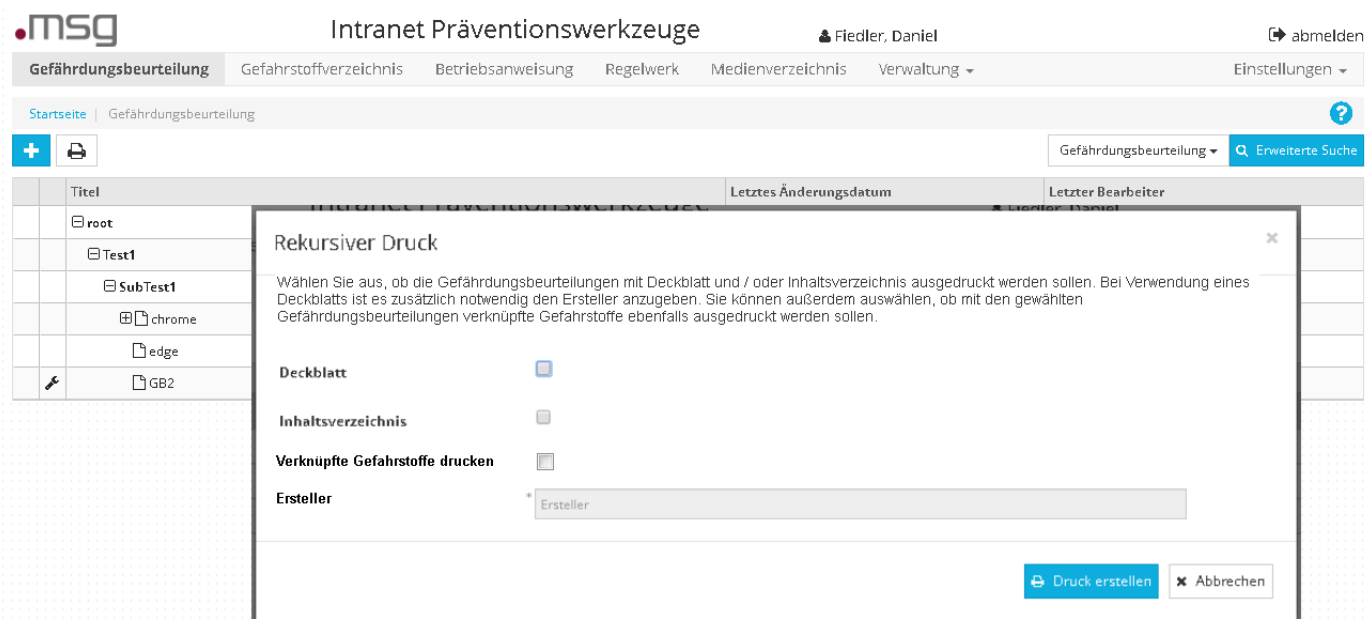 .msg
Intranet Präventionswerkzeuge
Fiedler, Daniel
abmelden
Gefährdungsbeurteilung Gefahrstoffverzeichnis Betriebsanweisung Regelwerk Medienverzeichnis Verwaltung Einstellungen
Startseite | Gefährdungsbeurteilung ?
Gefährdungsbeurteilung Erweiterte Suche
Titel Letztes Änderungsdatum Letzter Bearbeiter
Intranet Präventionswerkzeuge Fiedler, Daniel
root
Test1
SubTest1
chrome
edge
GB2
Rekursiver Druck
Wählen Sie aus, ob die Gefährdungsbeurteilungen mit Deckblatt und / oder Inhaltsverzeichnis ausgedruckt werden sollen. Bei Verwendung eines
Deckblatts ist es zusätzlich notwendig den Ersteller anzugeben. Sie können außerdem auswählen, ob mit den gewählten
Gefährdungsbeurteilungen verknüpfte Gefahrstoffe ebenfalls ausgedruckt werden sollen.
Deckblatt
Inhaltsverzeichnis
Verknüpfte Gefahrstoffe drucken
Ersteller * Ersteller
Druck erstellen Abbrechen